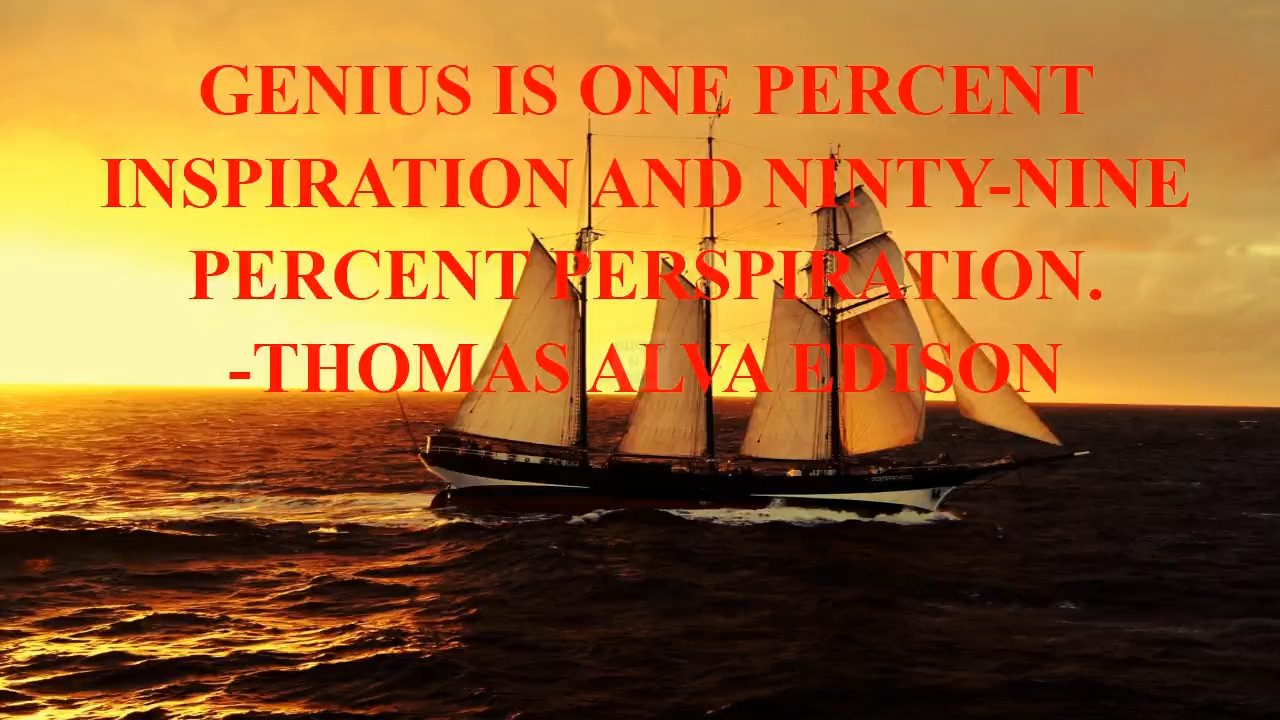 GENIUS IS ONE PERCENT
INSPIRATION AND NINTY-NINE
PERCENT PERSPIRATION.
-THOMAS ALVA EDISON